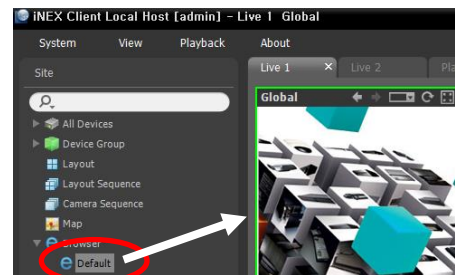 iNEX Client Local Host [admin] - Live 1 Global
System View Playback About
Site
Live 1 × Live 2
Global
All Devices
Device Group
Layout
Layout Sequence
Camera Sequence
Map
Browser
Default